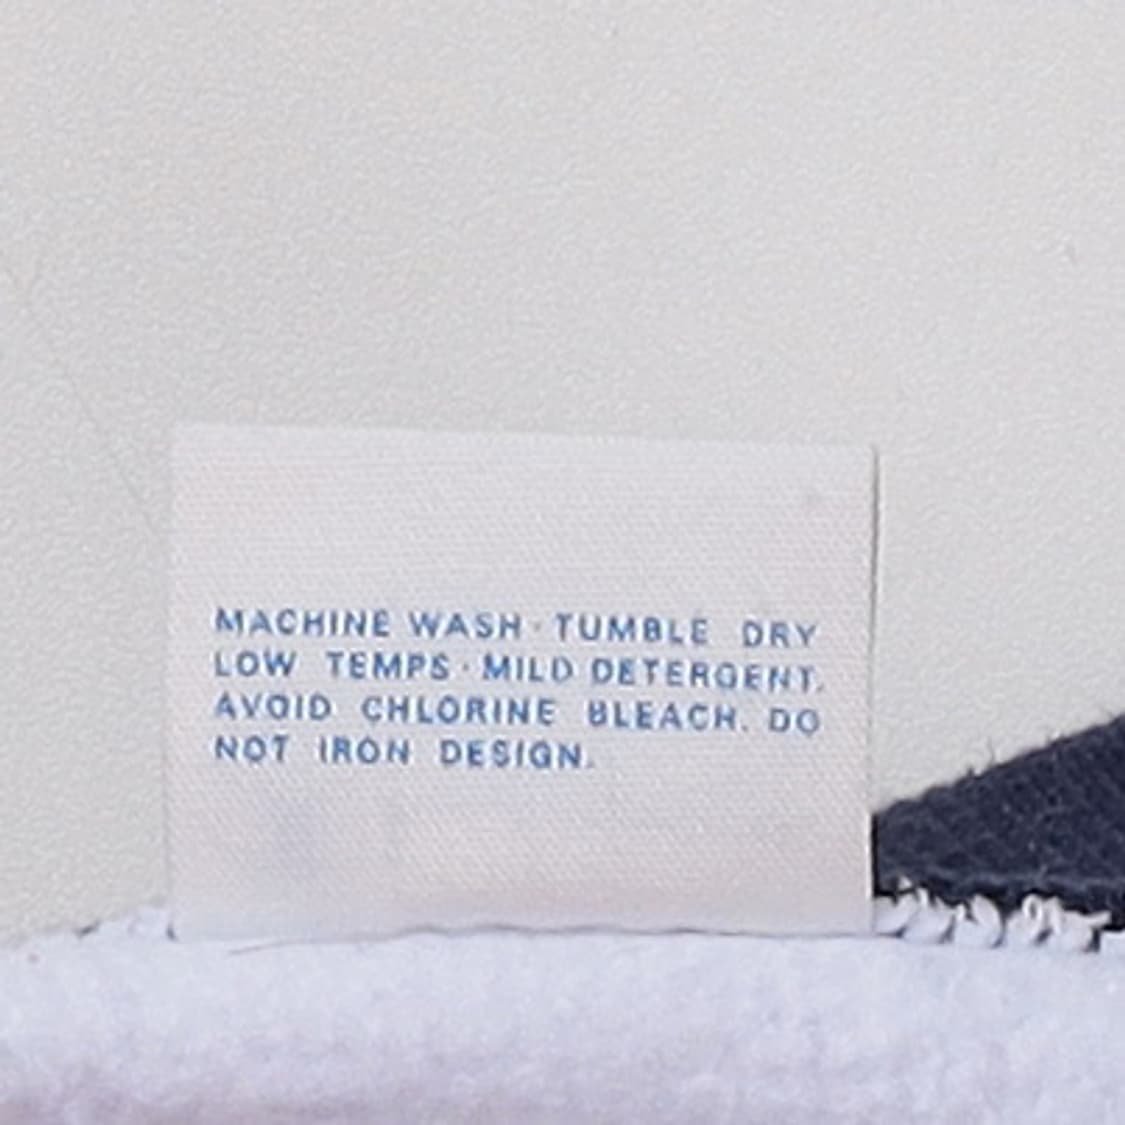 MACHINE WASH · TUMBLE DRY
LOW TEMPS · MILD DETERGENT.
AVOID CHLORINE BLEACH. DO
NOT IRON DESIGN.